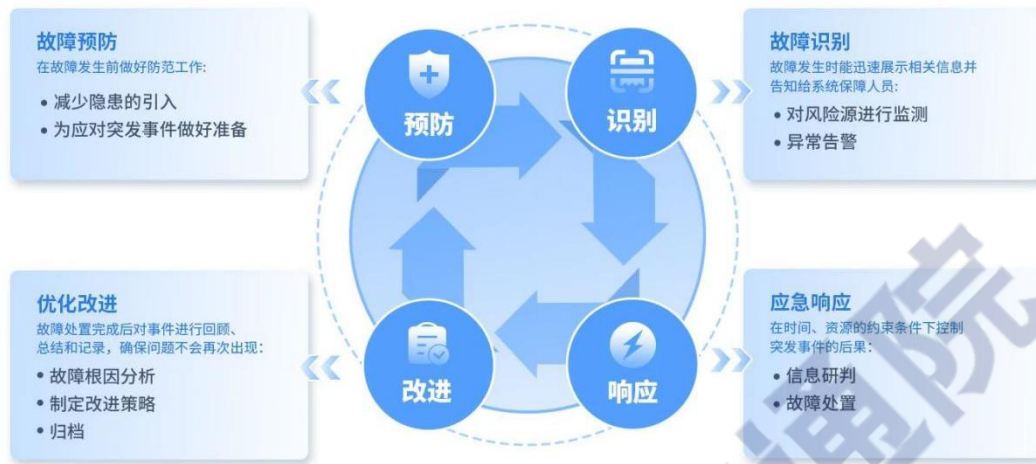 故障预防
在故障发生前做好防范工作:
• 减少隐患的引入
• 为应对突发事件做好准备
预防
识别
故障识别
故障发生时能迅速展示相关信息并
告知给系统保障人员:
• 对风险源进行监测
• 异常告警
优化改进
故障处置完成后对事件进行回顾、
总结和记录，确保问题不会再次出现:
• 故障根因分析
• 制定改进策略
• 归档
改进
响应
应急响应
在时间、资源的约束条件下控制
突发事件的后果:
• 信息研判
• 故障处置
通院